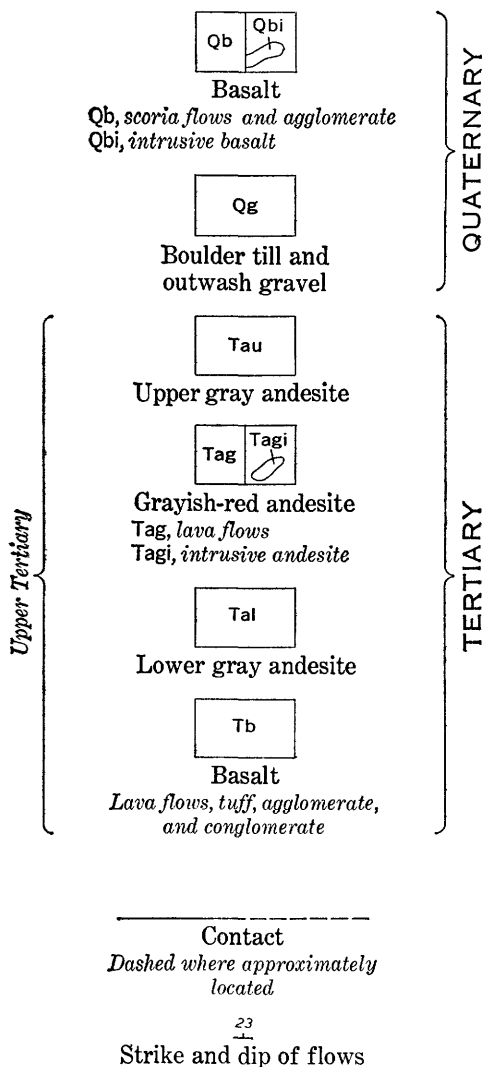 Qb
Qbi
Basalt
Qb, scoria flows and agglomerate
Qbi, intrusive basalt
Qg
Boulder till and
outwash gravel
QUATERNARY
Tau
Upper gray andesite
Tag
Tagi
Grayish-red andesite
Tag, lava flows
Tagi, intrusive andesite
Tal
Lower gray andesite
Tb
Basalt
Lava flows, tuff, agglomerate,
and conglomerate
Upper Tertiary
TERTIARY
Contact
Dashed where approximately
located
23
Strike and dip of flows